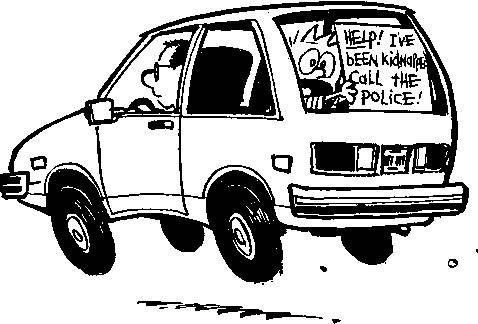 HELP! I'VE
BEEN KIDNAPPED
CALL THE
POLICE!